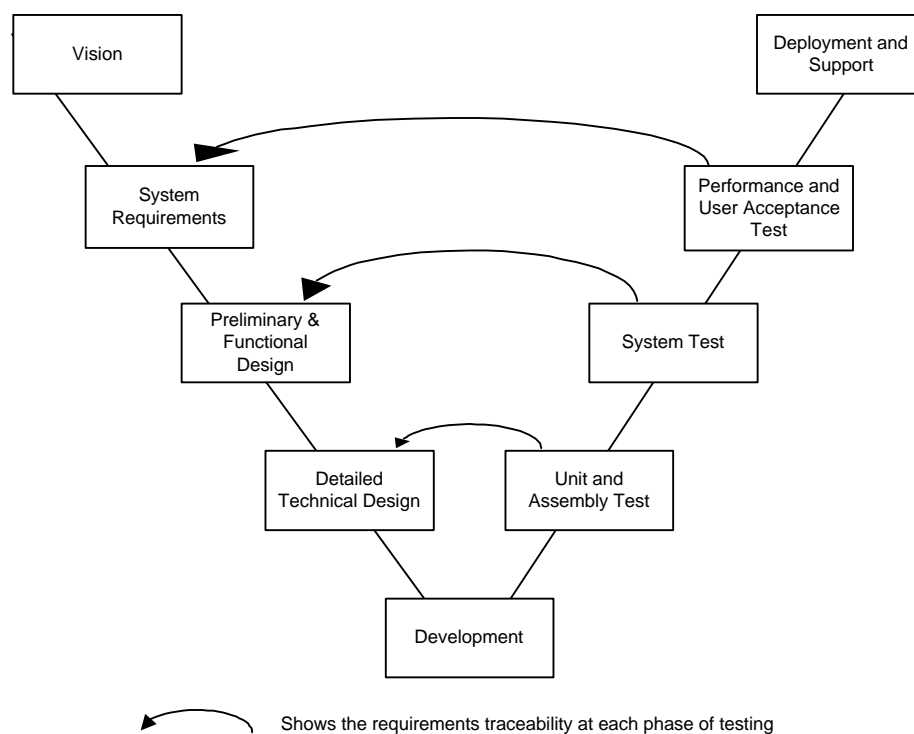 Vision
Deployment and
Support
System
Requirements
Performance and
User Acceptance
Test
Preliminary &
Functional
Design
System Test
Detailed
Technical Design
Unit and
Assembly Test
Development
Shows the requirements traceability at each phase of testing